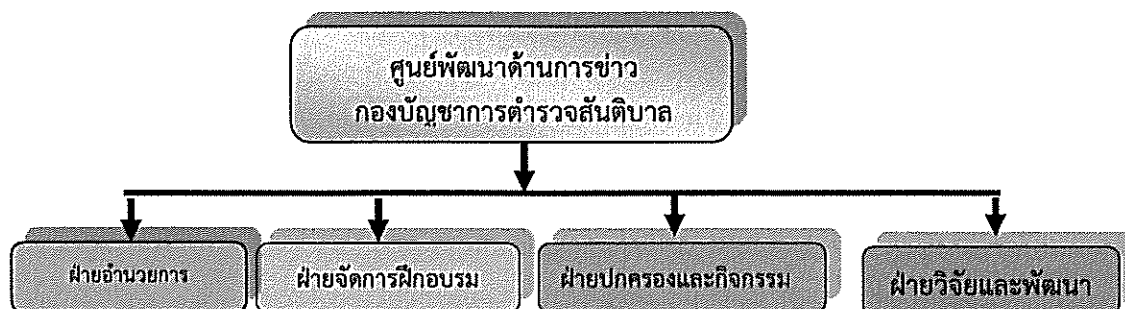 ศูนย์พัฒนาด้านการข่าว
กองบัญชาการตำรวจสันติบาล
ฝ่ายอำนวยการ
ฝ่ายจัดการฝึกอบรม
ฝ่ายปกครองและกิจกรรม
ฝ่ายวิจัยและพัฒนา